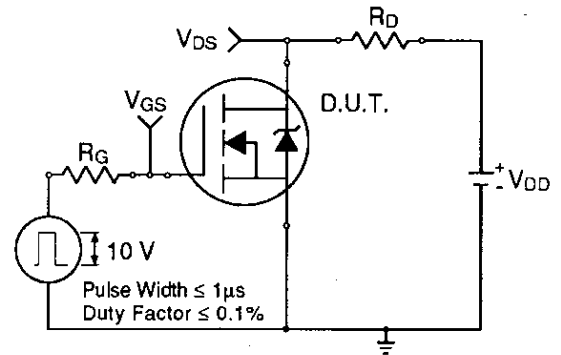 RD
VDS
VGS
D.U.T.
RG
+
VDD
-
10 V
Pulse Width ≤ 1µs
Duty Factor ≤ 0.1%